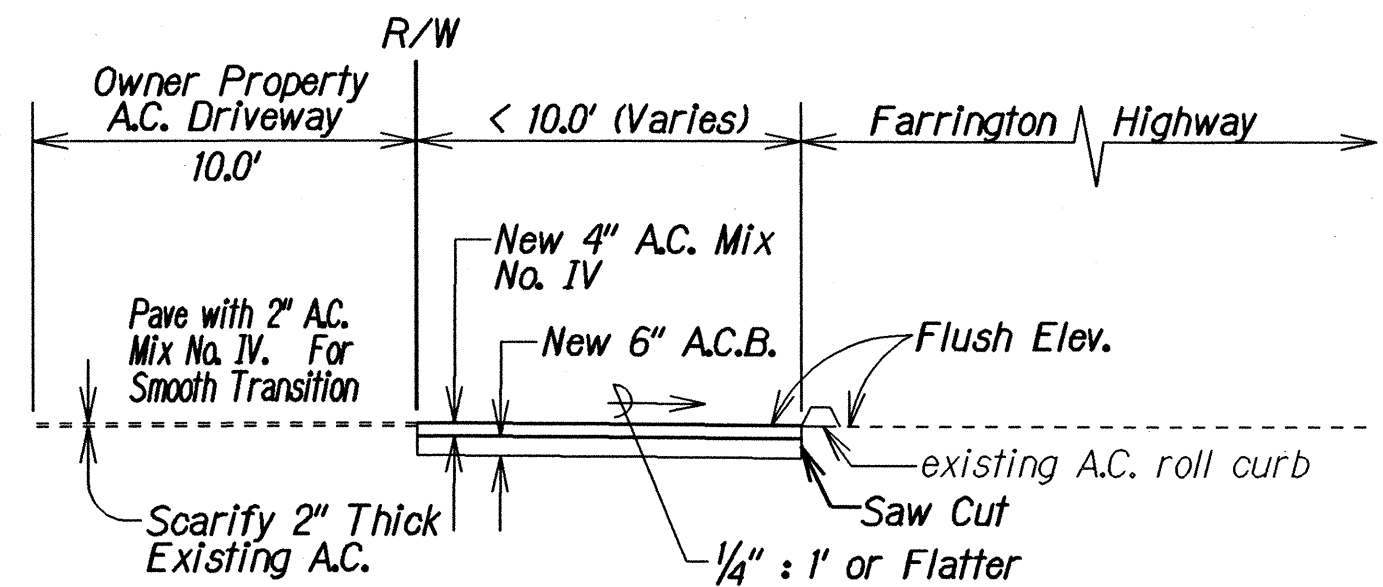 R/W
Owner Property
A.C. Driveway
10.0'
< 10.0' (Varies)
Farrington Highway
New 4" A.C. Mix
No. IV
Pave with 2" A.C.
Mix No. IV. For
Smooth Transition
New 6" A.C.B.
Flush Elev.
existing A.C. roll curb
Saw Cut
Scarify 2" Thick
Existing A.C.
1/4" : 1' or Flatter